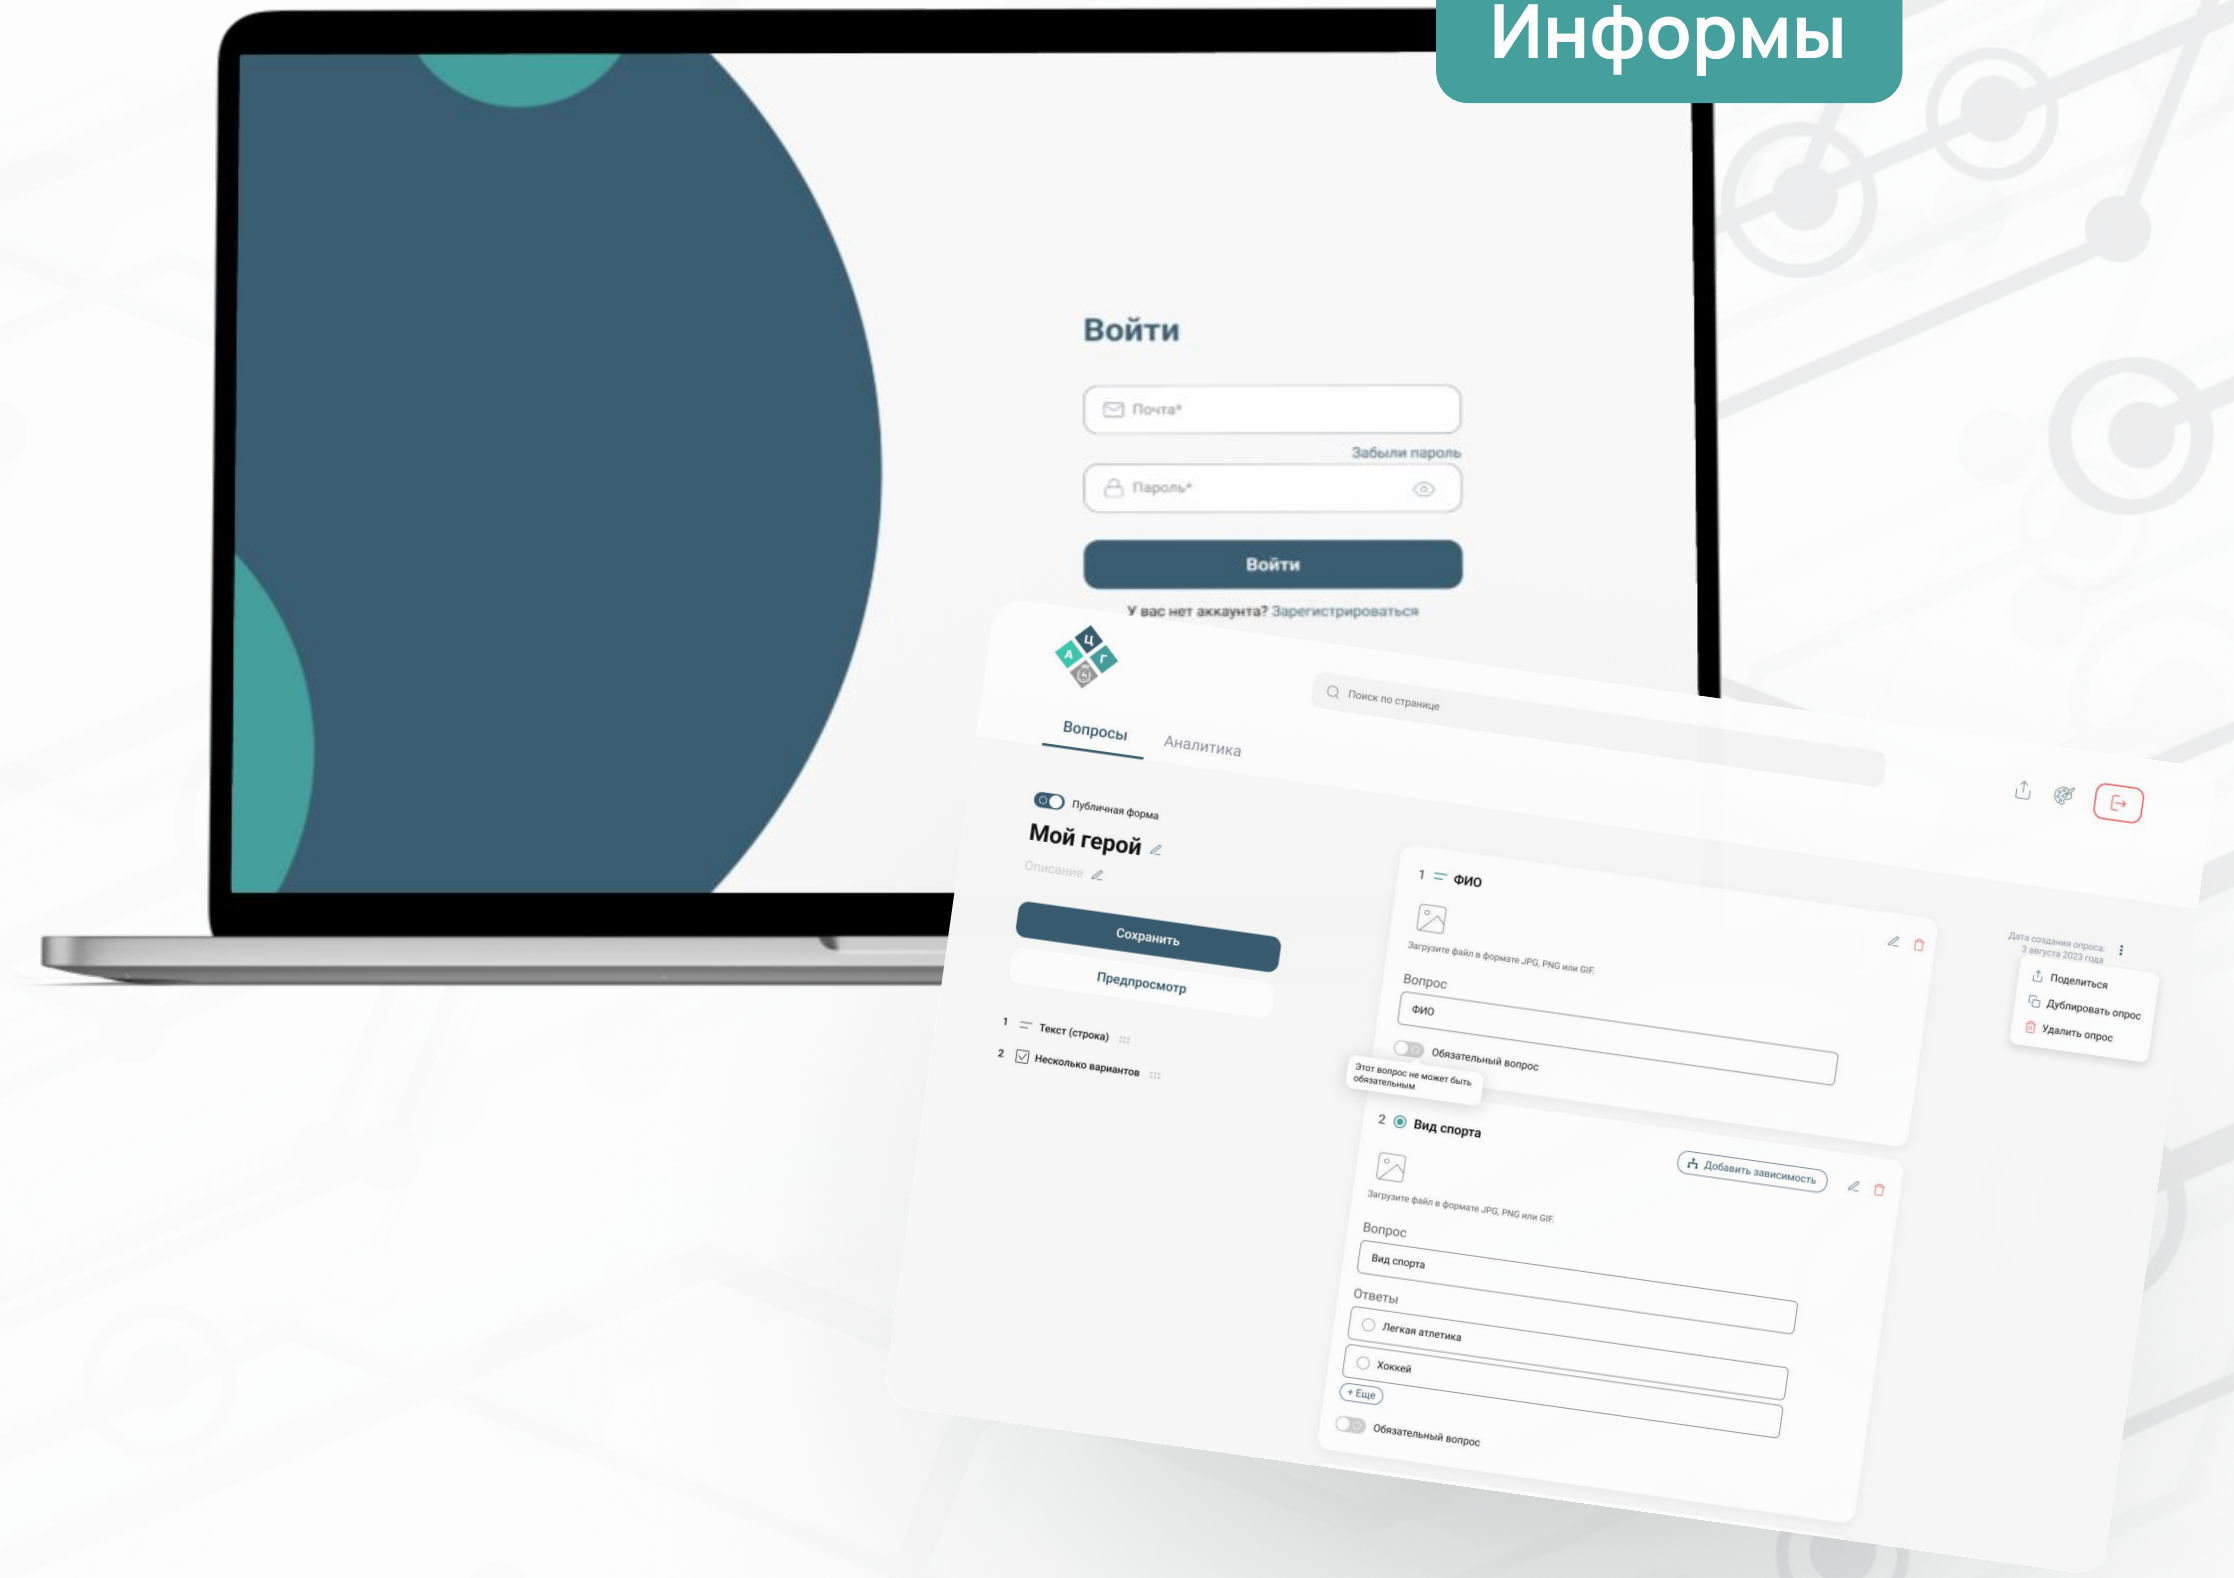 Информы
Войти
Почта*
Забыли пароль
Пароль*
Войти
У вас нет аккаунта? Зарегистрироваться
Ц
А Г
Поиск по странице
Вопросы Аналитика
Публичная форма
Мой герой
Описание
Сохранить
Предпросмотр
1 Текст (строка)
2 Несколько вариантов
1 ФИО
Загрузите файл в формате JPG, PNG или GIF.
Вопрос
ФИО
Обязательный вопрос
Этот вопрос не может быть
обязательным
2 Вид спорта
Добавить зависимость
Загрузите файл в формате JPG, PNG или GIF.
Вопрос
Вид спорта
Ответы
Легкая атлетика
Хоккей
+ Еще
Обязательный вопрос
Дата создания опроса:
3 августа 2023 года
Поделиться
Дублировать опрос
Удалить опрос